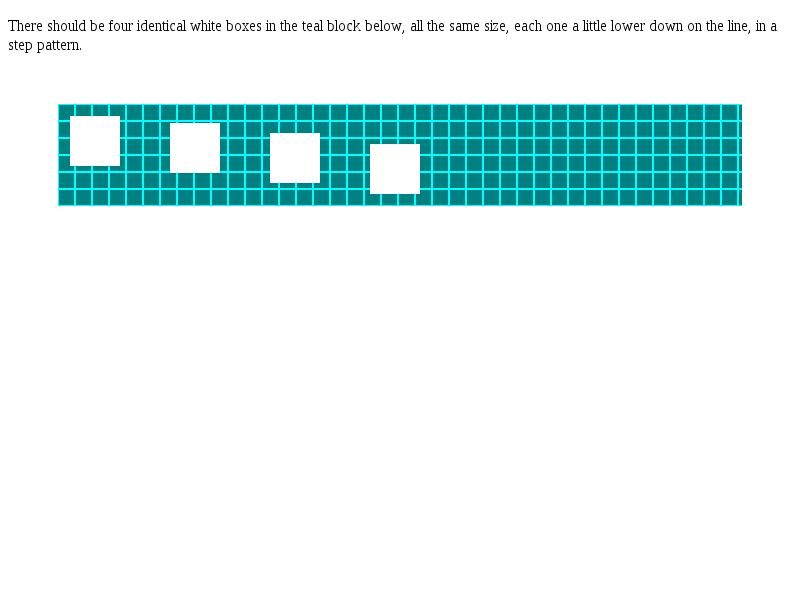 There should be four identical white boxes in the teal block below, all the same size, each one a little lower down on the line, in a
step pattern.